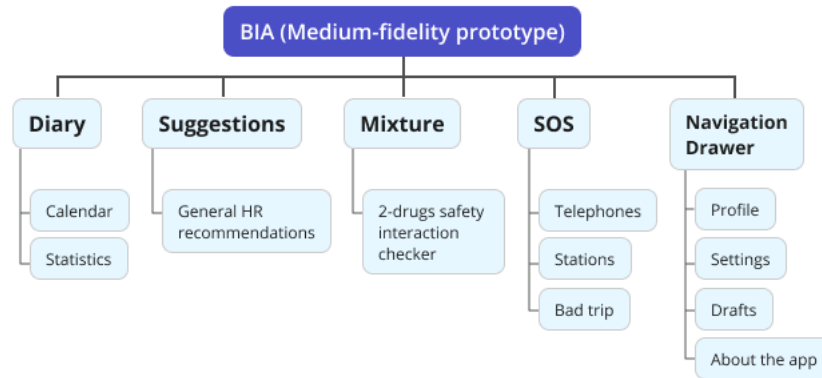 BIA (Medium-fidelity prototype)
Diary
Calendar
Statistics
Suggestions
General HR
recommendations
Mixture
2-drugs safety
interaction
checker
SOS
Telephones
Stations
Bad trip
Navigation
Drawer
Profile
Settings
Drafts
About the app